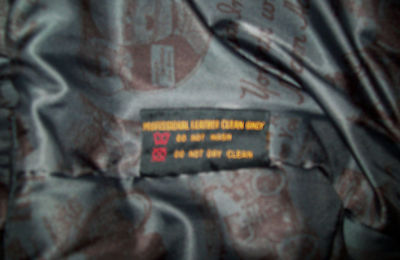 PROFESSIONAL LEATHER CLEAN ONLY
DO NOT WASH
DO NOT DRY CLEAN